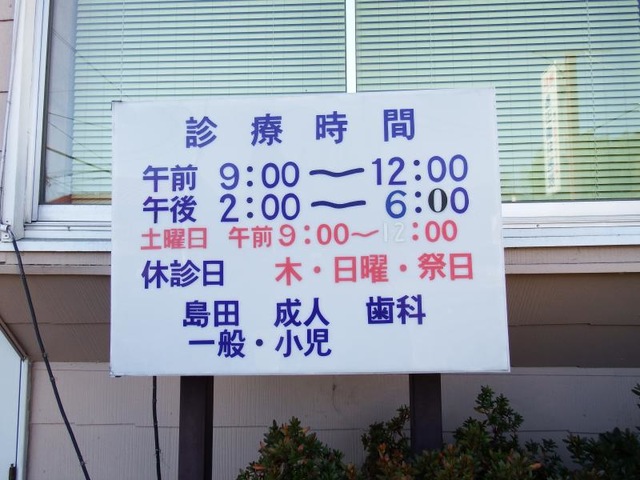 診療時間
午前 9:00〜12:00
午後 2:00〜 6:00
土曜日 午前9:00〜12:00
休診日 木・日曜・祭日
島田 成人 歯科
一般・小児